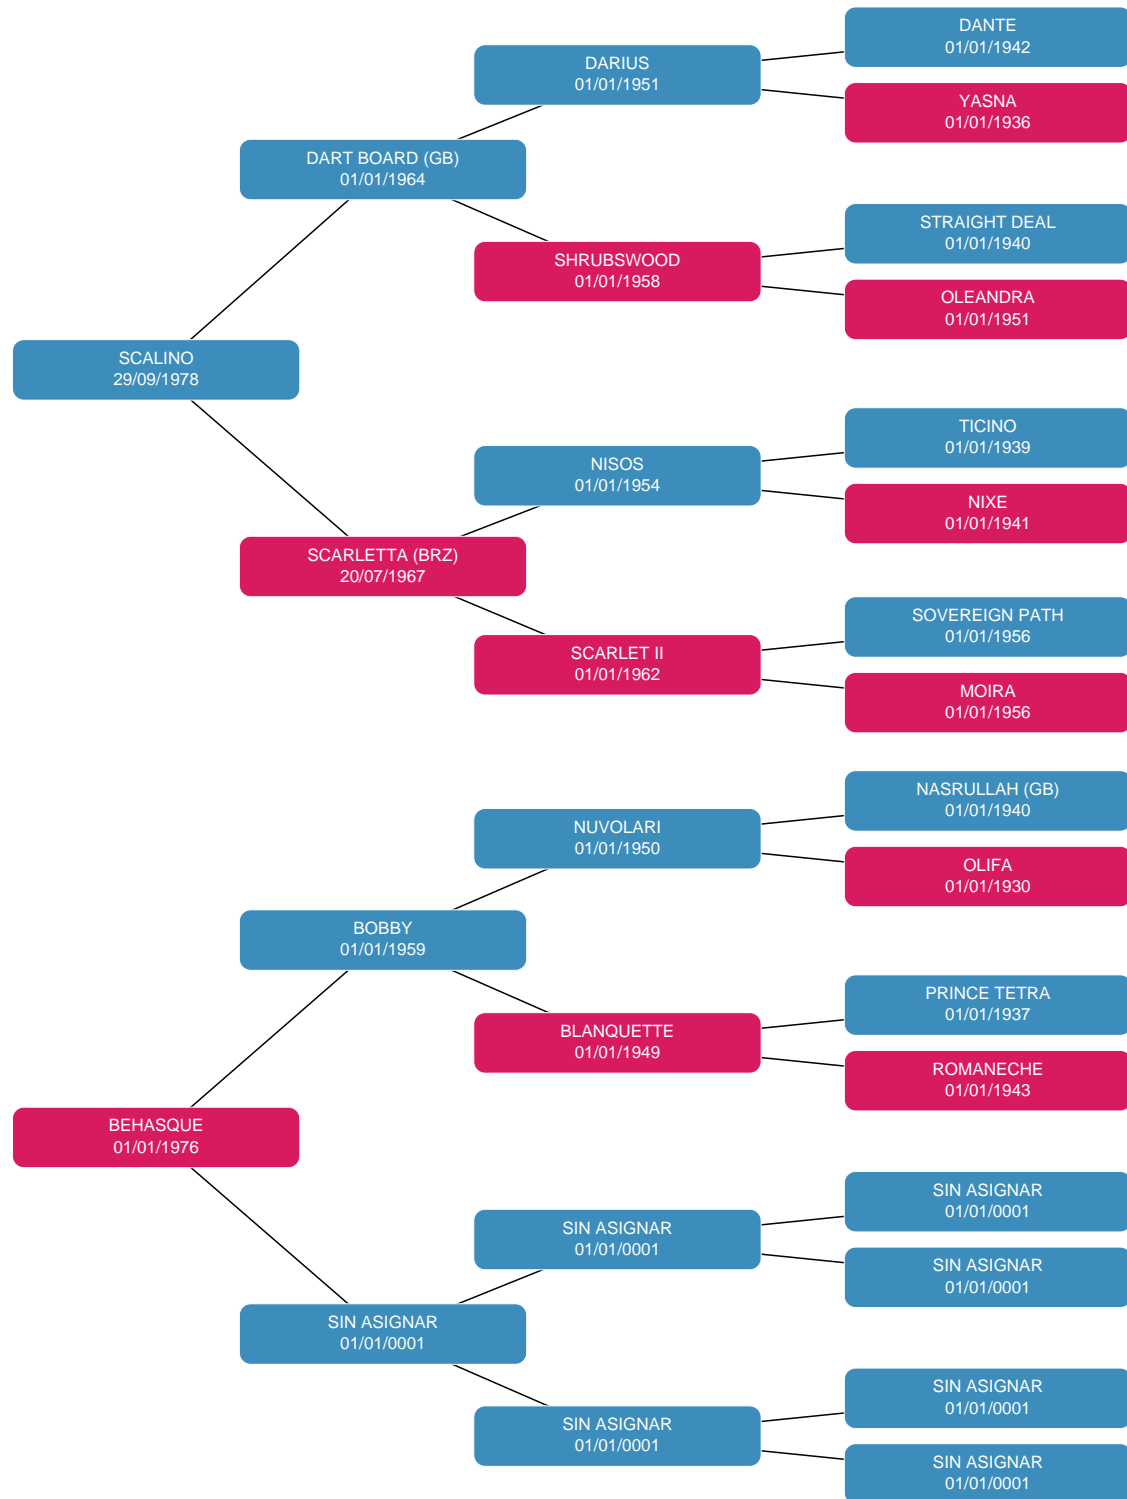 DANTE
01/01/1942
DARIUS
01/01/1951
YASNA
01/01/1936
DART BOARD (GB)
01/01/1964
STRAIGHT DEAL
01/01/1940
SHRUBSWOOD
01/01/1958
OLEANDRA
01/01/1951
SCALINO
29/09/1978
TICINO
01/01/1939
NISOS
01/01/1954
NIXE
01/01/1941
SCARLETTA (BRZ)
20/07/1967
SOVEREIGN PATH
01/01/1956
SCARLET II
01/01/1962
MOIRA
01/01/1956
NASRULLAH (GB)
01/01/1940
NUVOLARI
01/01/1950
OLIFA
01/01/1930
BOBBY
01/01/1959
PRINCE TETRA
01/01/1937
BLANQUETTE
01/01/1949
ROMANECHE
01/01/1943
BEHASQUE
01/01/1976
SIN ASIGNAR
01/01/0001
SIN ASIGNAR
01/01/0001
SIN ASIGNAR
01/01/0001
SIN ASIGNAR
01/01/0001
SIN ASIGNAR
01/01/0001
SIN ASIGNAR
01/01/0001
SIN ASIGNAR
01/01/0001